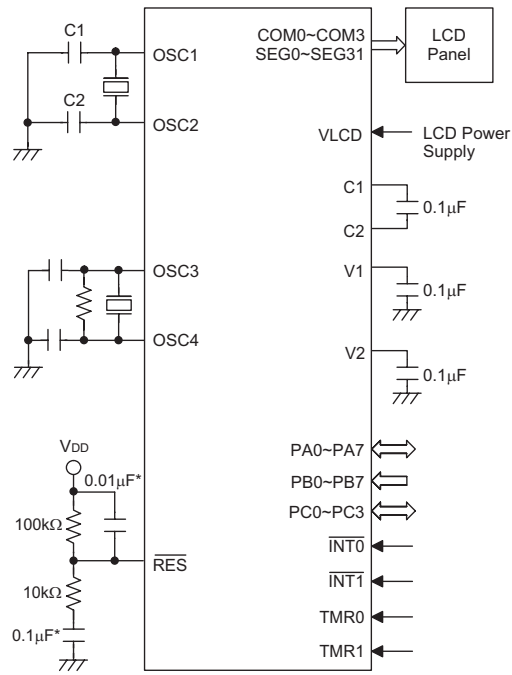 C1
OSC1
C2
OSC2
OSC3
OSC4
VDD
0.01μF*
100kΩ
RES
10kΩ
0.1μF*
COM0~COM3
SEG0~SEG31
LCD
Panel
VLCD
LCD Power
Supply
C1
0.1μF
C2
V1
0.1μF
V2
0.1μF
PA0~PA7
PB0~PB7
PC0~PC3
INT0
INT1
TMR0
TMR1